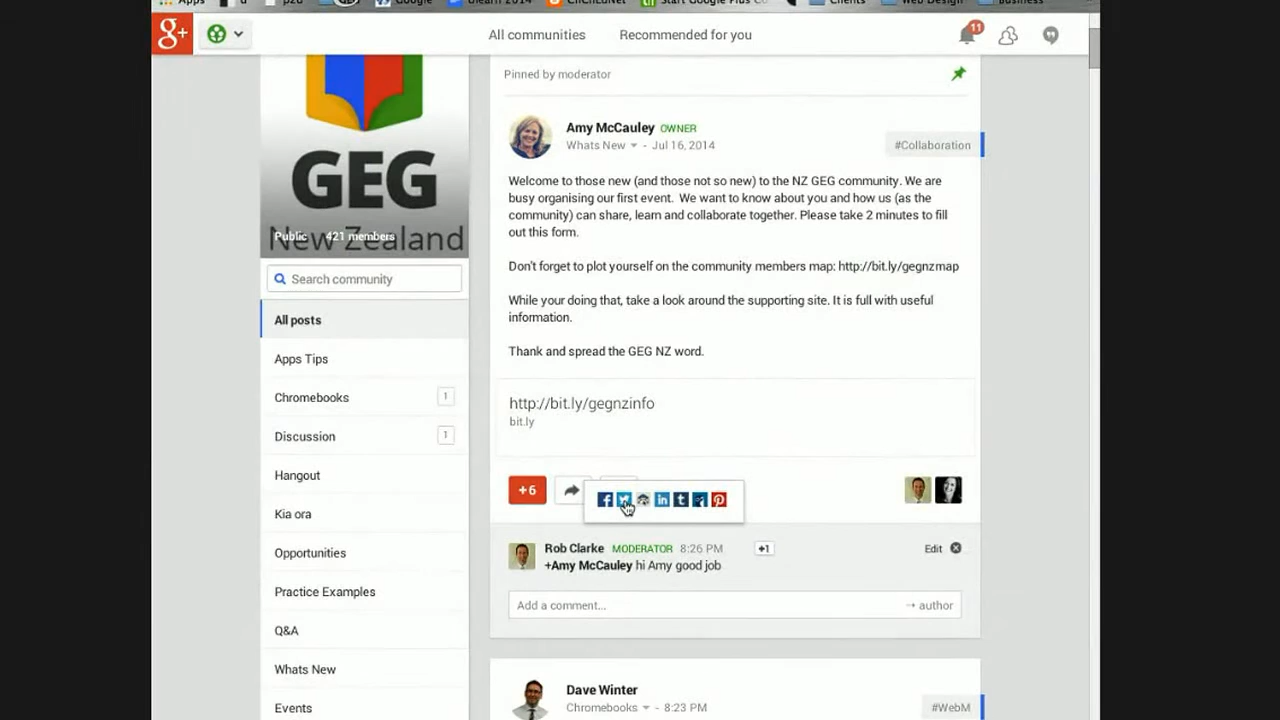 Apps
Google
Clients
Web Design
Business
g+
All communities
Recommended for you
11
GEG
New Zealand
Public 421 members
Search community
All posts
Apps Tips
Chromebooks 1
Discussion 1
Hangout
Kia ora
Opportunities
Practice Examples
Q&A
Whats New
Events
Pinned by moderator
Amy McCauley OWNER
Whats New - Jul 16, 2014
#Collaboration
Welcome to those new (and those not so new) to the NZ GEG community. We are
busy organising our first event. We want to know about you and how us (as the
community) can share, learn and collaborate together. Please take 2 minutes to fill
out this form.
Don't forget to plot yourself on the community members map: http://bit.ly/gegnzmap
While your doing that, take a look around the supporting site. It is full with useful
information.
Thank and spread the GEG NZ word.
http://bit.ly/gegnzinfo
bit.ly
+6
Rob Clarke MODERATOR 8:26 PM +1 Edit
+Amy McCauley hi Amy good job
Add a comment... → author
Dave Winter
Chromebooks - 8:23 PM
#WebM